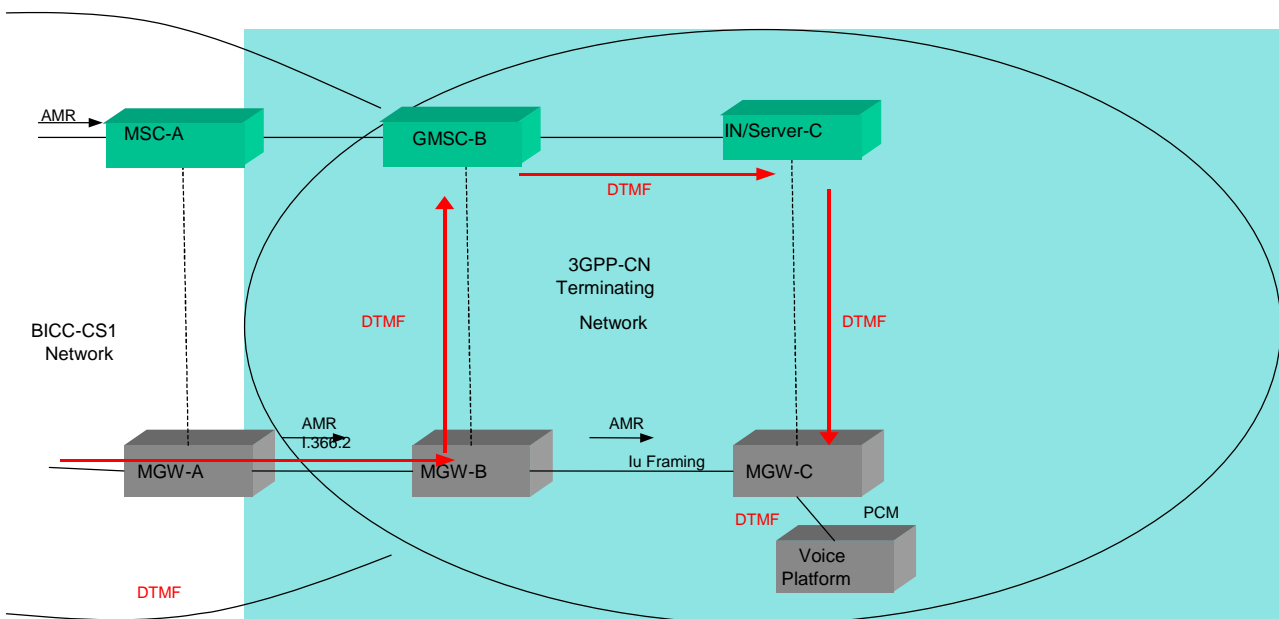 AMR
MSC-A
GMSC-B
IN/Server-C
DTMF
3GPP-CN
Terminating
Network
BICC-CS1
Network
DTMF
DTMF
AMR
I.366.2
AMR
Iu Framing
MGW-A
MGW-B
MGW-C
DTMF
PCM
Voice
Platform
DTMF